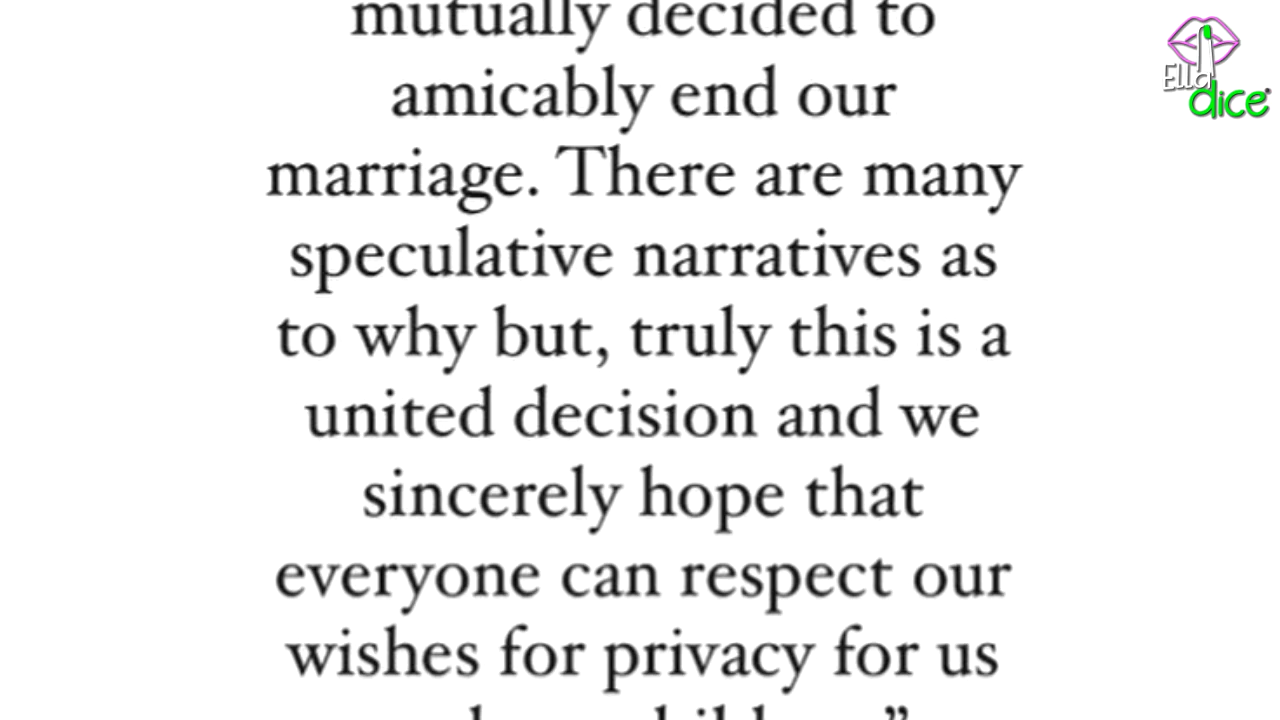 mutually decided to
amicably end our
marriage. There are many
speculative narratives as
to why but, truly this is a
united decision and we
sincerely hope that
everyone can respect our
wishes for privacy for us
Ella
dice